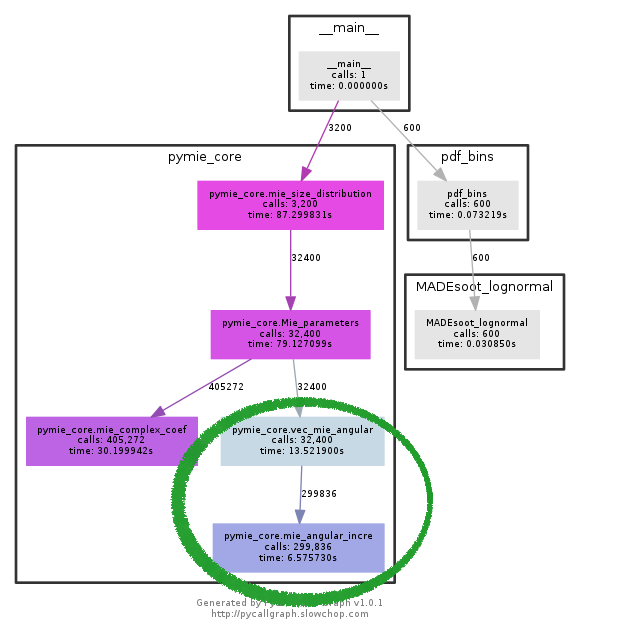 __main__
__main__
calls: 1
time: 0.000000s
3200
600
pymie_core
pdf_bins
pymie_core.mie_size_distribution
calls: 3,200
time: 87.299831s
pdf_bins
calls: 600
time: 0.073219s
32400
600
MADEsoot_lognormal
pymie_core.Mie_parameters
calls: 32,400
time: 79.127099s
MADEsoot_lognormal
calls: 600
time: 0.030850s
405272
32400
pymie_core.mie_complex_coef
calls: 405,272
time: 30.199942s
pymie_core.vec_mie_angular
calls: 32,400
time: 13.521900s
299836
pymie_core.mie_angular_incre
calls: 299,836
time: 6.575730s
Generated by Graph v1.0.1
http://pycallgraph.slowchop.com